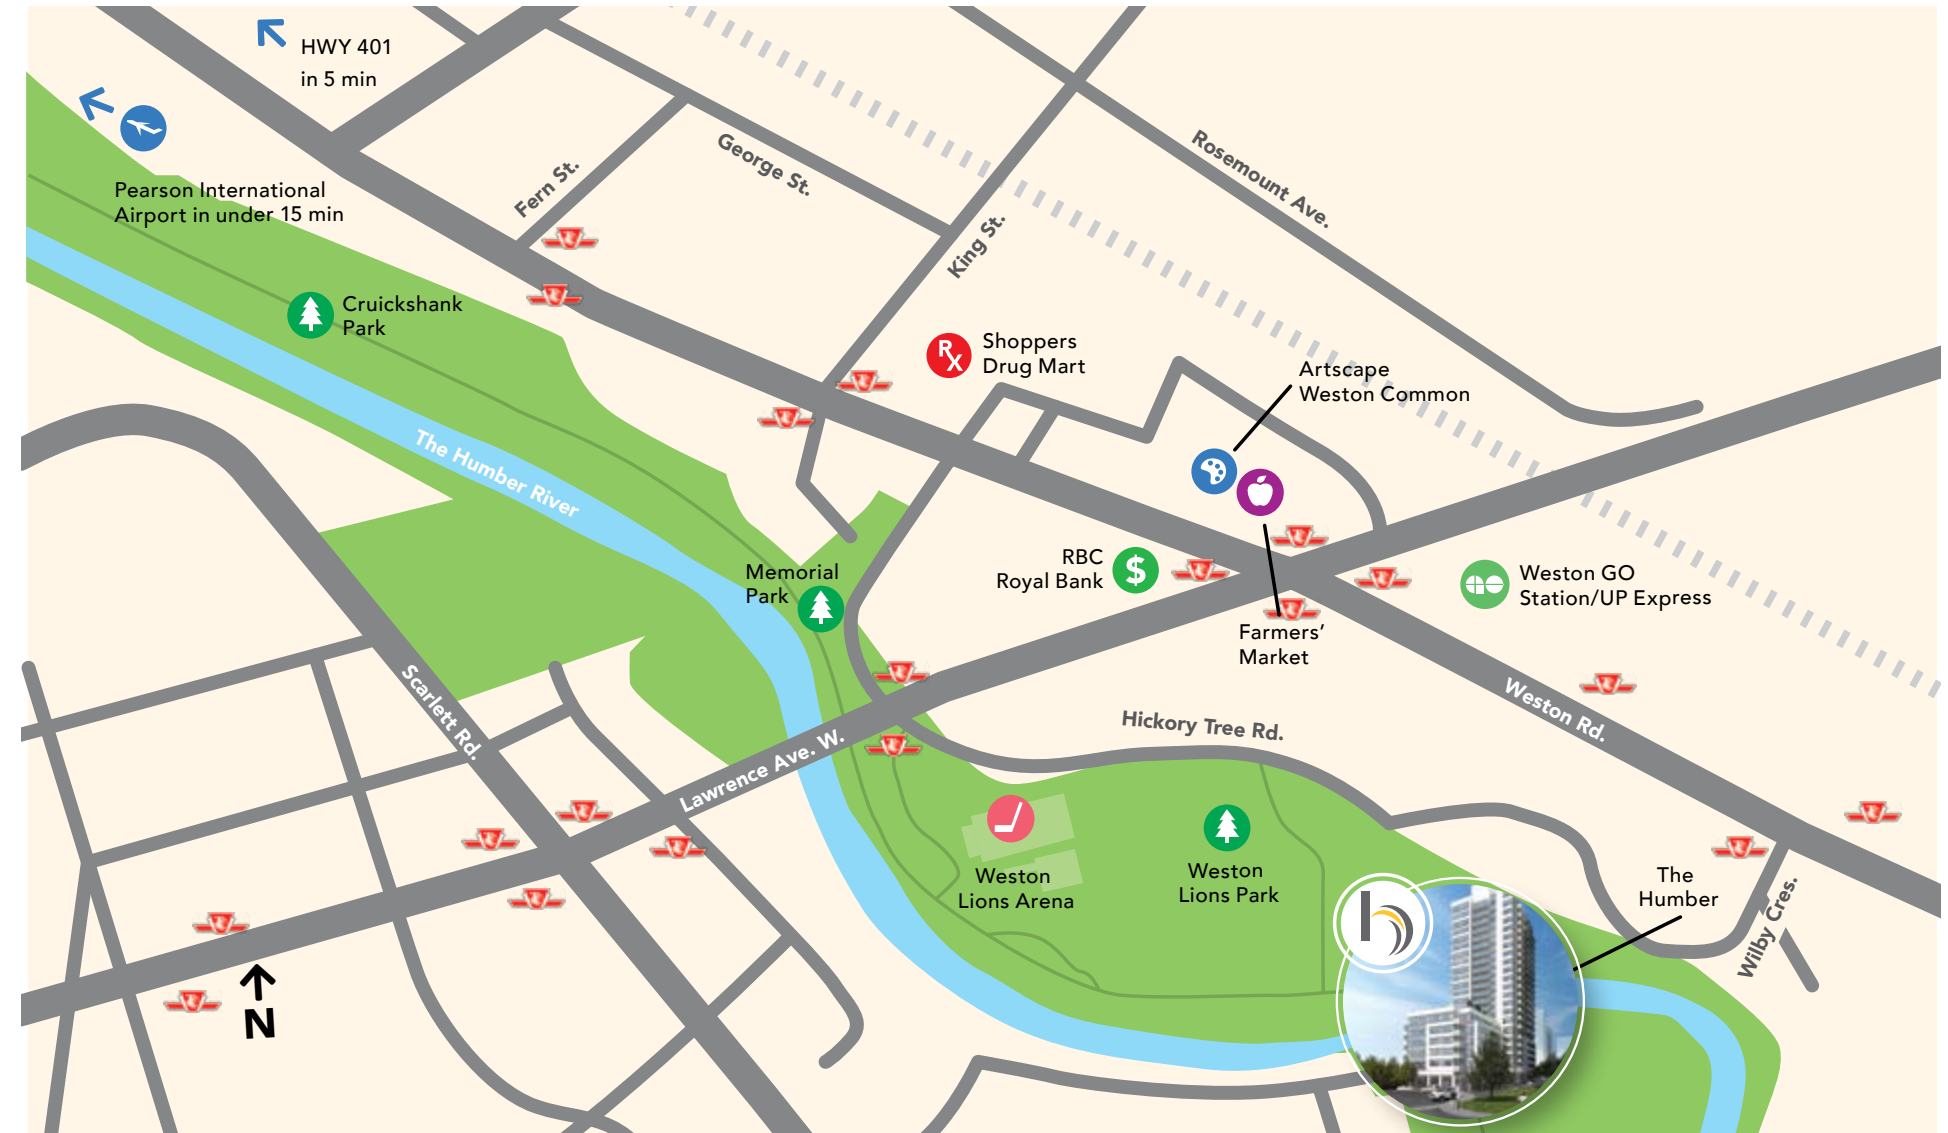 HWY 401
in 5 min
Pearson International
Airport in under 15 min
Fern St.
George St.
Rosemount Ave.
King St.
Cruickshank
Park
Rx
Shoppers
Drug Mart
Artscape
Weston Common
The Humber River
RBC
Royal Bank
$
Weston GO
Station/UP Express
Memorial
Park
Farmers'
Market
Scarlett Rd.
Lawrence Ave. W.
Hickory Tree Rd.
Weston Rd.
Weston
Lions Arena
Weston
Lions Park
The
Humber
Wilby Cres.
N